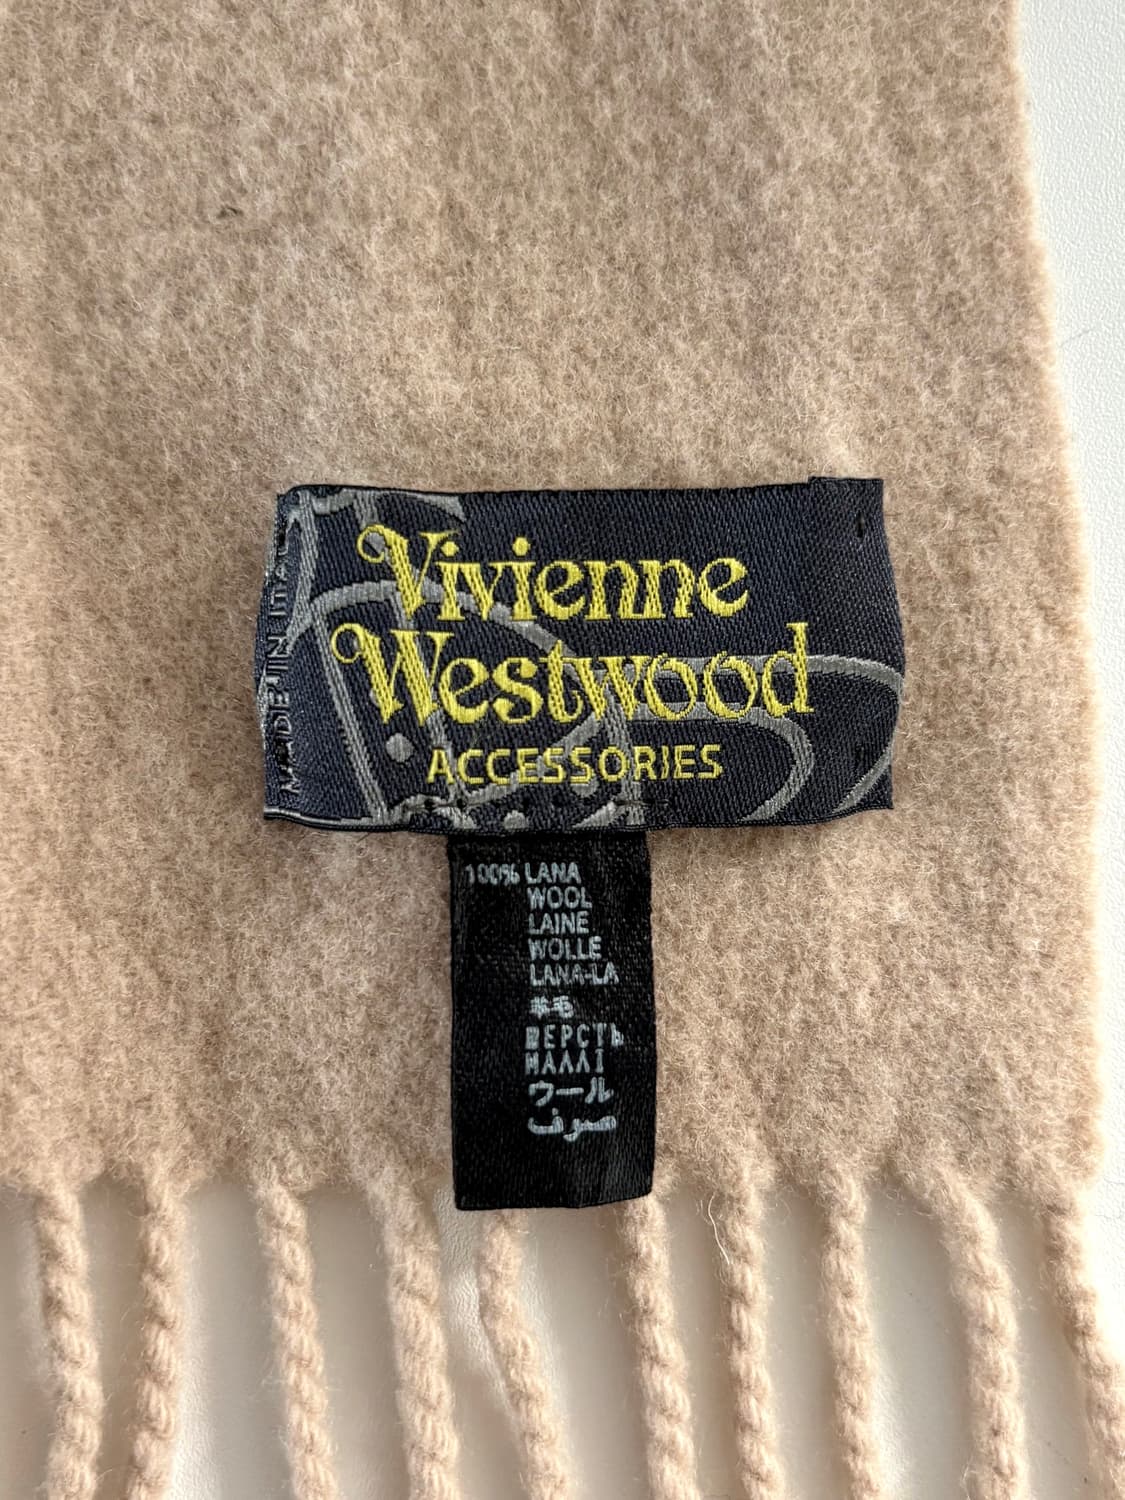 Vivienne
Westwood
ACCESSORIES
MADE IN ITALY
100% LANA
WOOL
LAINE
WOLLE
LANA-LA
羊毛
ВЕРСТЬ
ΜΑΛΛΙ
ウール
صوف